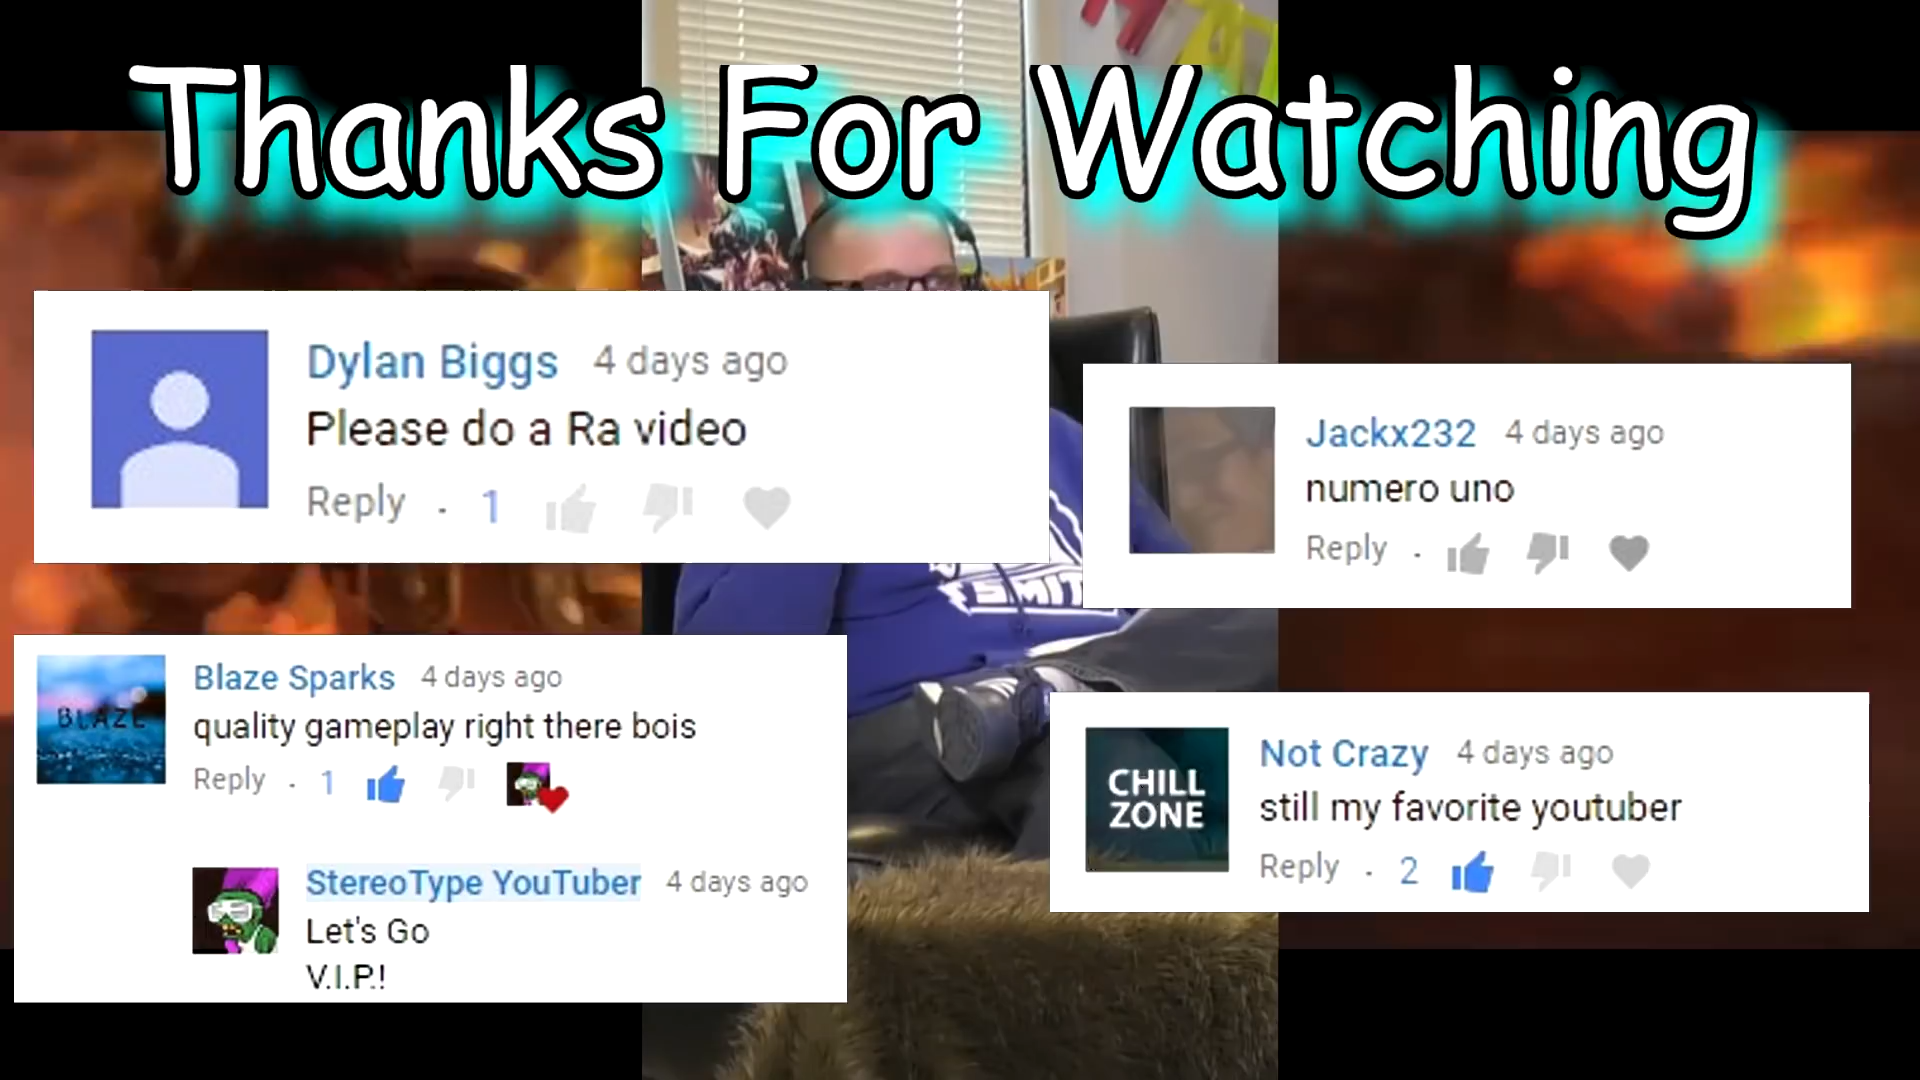 Thanks For Watching
Dylan Biggs 4 days ago
Please do a Ra video
Reply · 1
Jackx232 4 days ago
numero uno
Reply ·
BLAZE
Blaze Sparks 4 days ago
quality gameplay right there bois
Reply · 1
StereoType YouTuber 4 days ago
Let's Go
V.I.P.!
CHILL
ZONE
Not Crazy 4 days ago
still my favorite youtuber
Reply · 2
SMIT